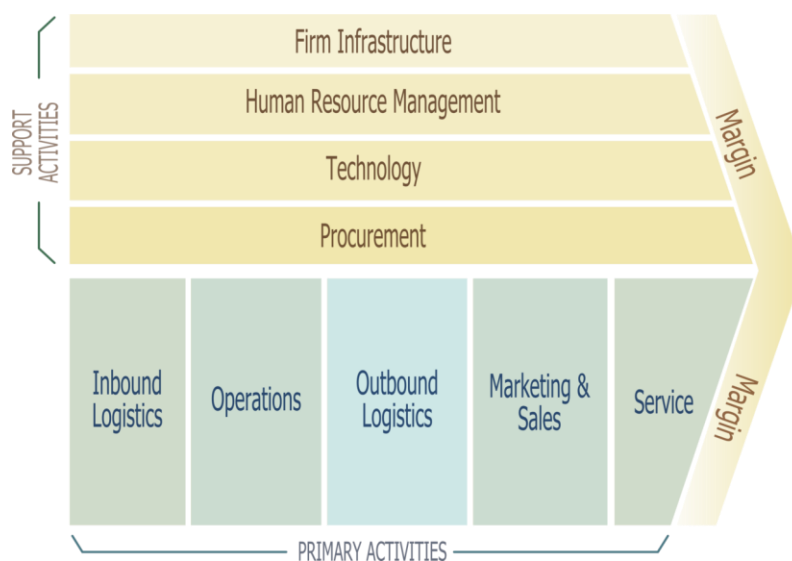 Firm Infrastructure
Human Resource Management
Technology
Procurement
SUPPORT
ACTIVITIES
Margin
Inbound
Logistics
Operations
Outbound
Logistics
Marketing &
Sales
Service
Margin
PRIMARY ACTIVITIES